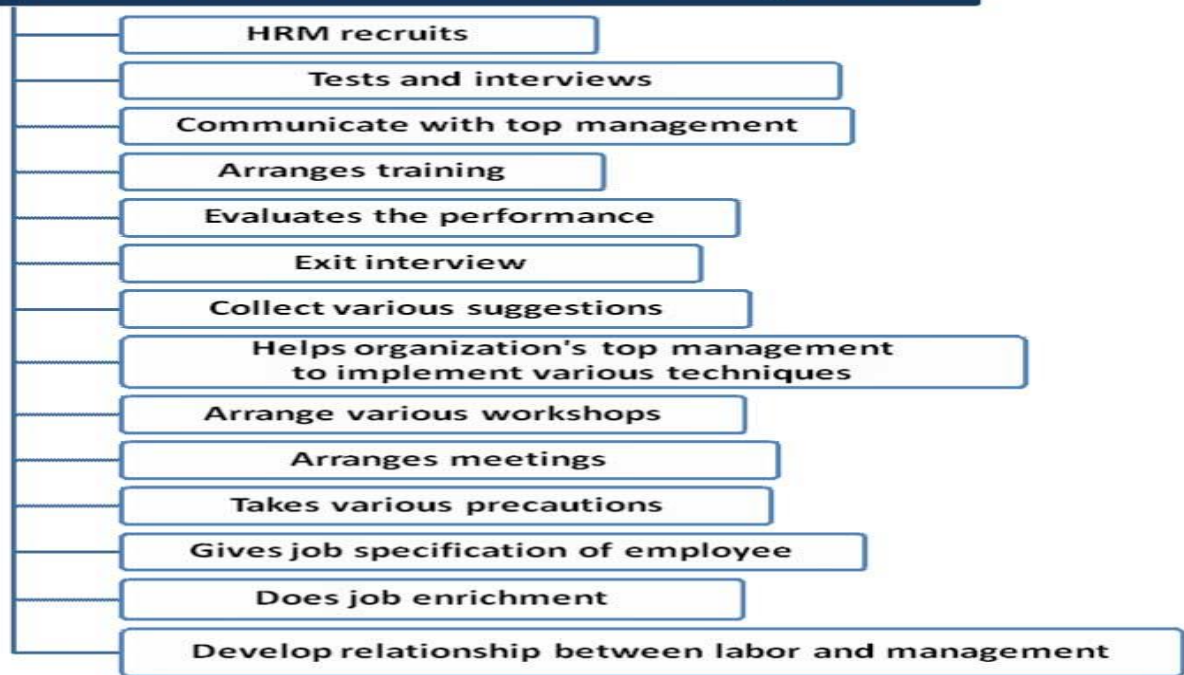 HRM recruits
Tests and interviews
Communicate with top management
Arranges training
Evaluates the performance
Exit interview
Collect various suggestions
Helps organization's top management
to implement various techniques
Arrange various workshops
Arranges meetings
Takes various precautions
Gives job specification of employee
Does job enrichment
Develop relationship between labor and management